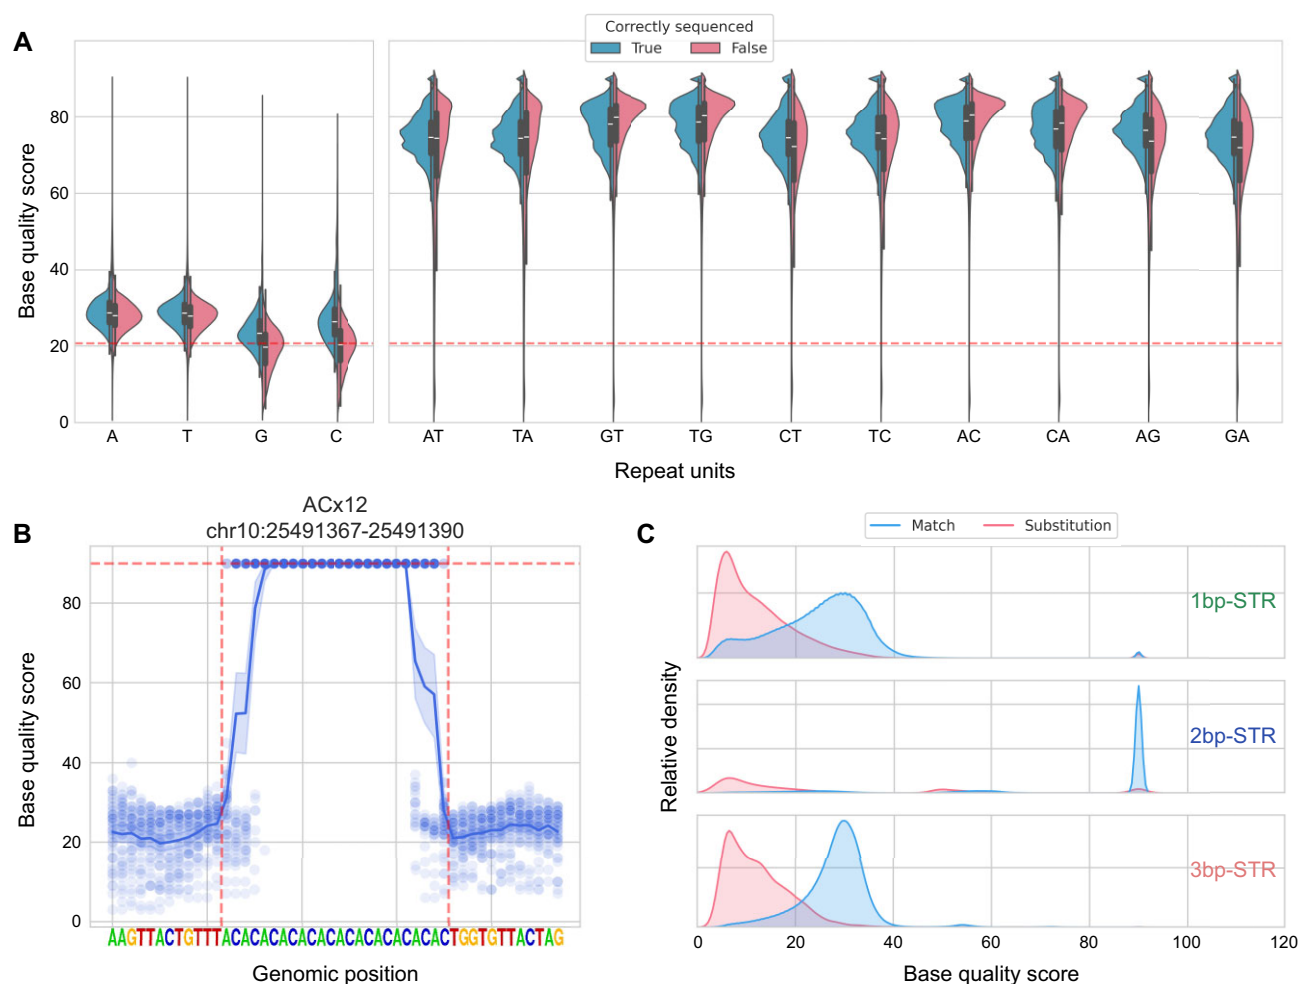 A
Correctly sequenced
True False
Base quality score
80
60
40
20
0
A T G C AT TA GT TG CT TC AC CA AG GA
Repeat units
B
ACx12
chr10:25491367-25491390
Base quality score
80
60
40
20
0
AAGTTACTGTTTACACACACACACACACACACACACTGGTGTTACTAG
Genomic position
C
Match Substitution
Relative density
1bp-STR
2bp-STR
3bp-STR
0 20 40 60 80 100 120
Base quality score